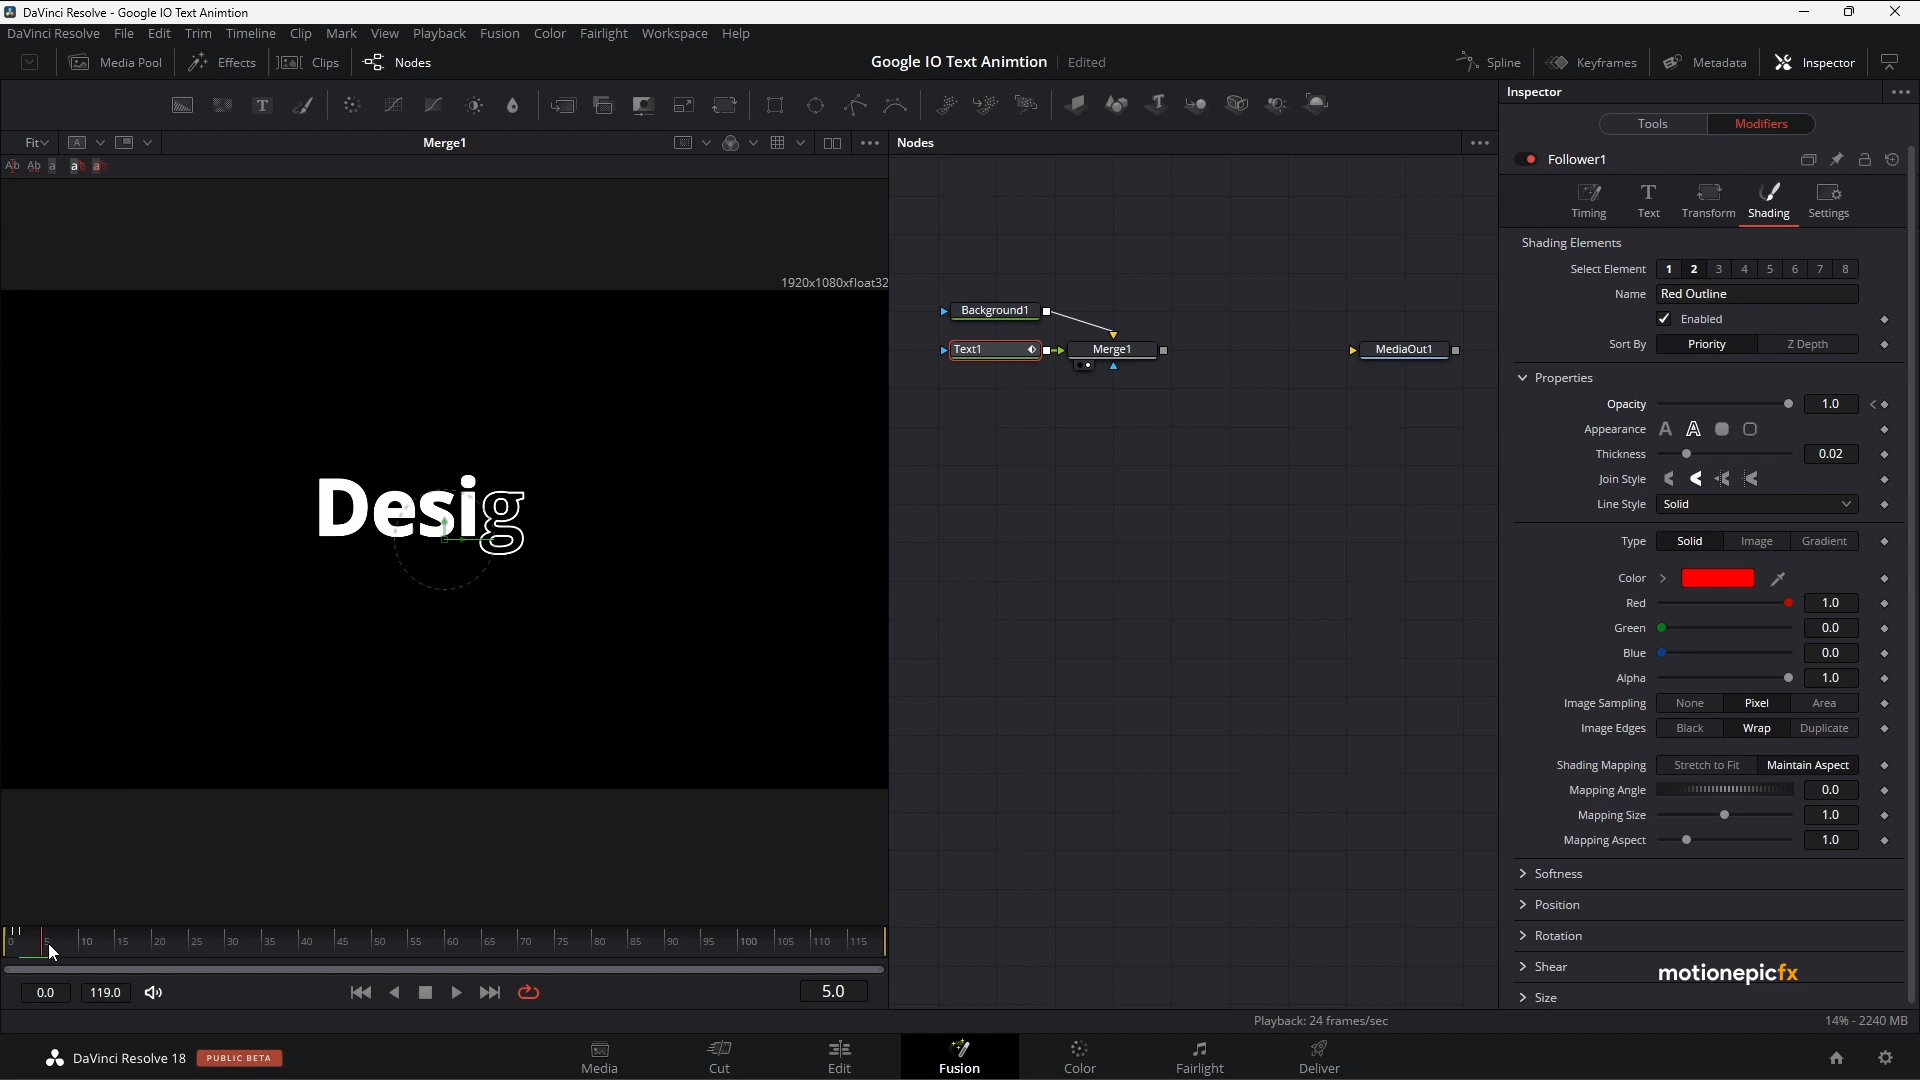 DaVinci Resolve - Google IO Text Animtion
DaVinci Resolve File Edit Trim Timeline Clip Mark View Playback Fusion Color Fairlight Workspace Help
Media Pool Effects Clips Nodes Google IO Text Animtion Edited Spline Keyframes Metadata Inspector
Inspector
Tools Modifiers
Fit Merge1 Nodes
Follower1
Timing Text Transform Shading Settings
Shading Elements
Select Element 1 2 3 4 5 6 7 8
Name Red Outline
Enabled
Sort By Priority Z Depth
1920x1080xfloat32
Background1
Text1 Merge1 MediaOut1
Desig
Properties
Opacity 1.0
Appearance
Thickness 0.02
Join Style
Line Style Solid
Type Solid Image Gradient
Color
Red 1.0
Green 0.0
Blue 0.0
Alpha 1.0
Image Sampling None Pixel Area
Image Edges Black Wrap Duplicate
Shading Mapping Stretch to Fit Maintain Aspect
Mapping Angle 0.0
Mapping Size 1.0
Mapping Aspect 1.0
Softness
Position
Rotation
Shear
Size
motionepicfx
0 5 10 15 20 25 30 35 40 45 50 55 60 65 70 75 80 85 90 95 100 105 110 115
0.0 119.0 5.0
Playback: 24 frames/sec 14% - 2240 MB
DaVinci Resolve 18 PUBLIC BETA
Media Cut Edit Fusion Color Fairlight Deliver